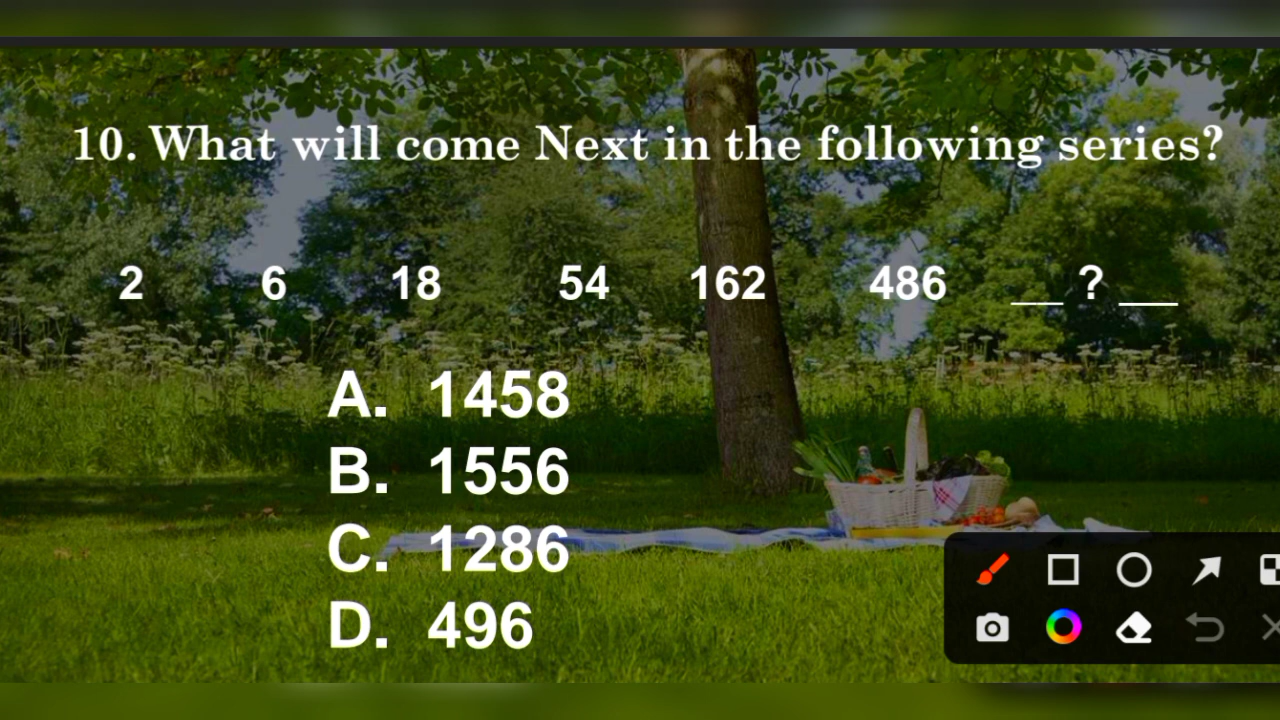 10. What will come Next in the following series?
2 6 18 54 162 486 __ ? __
A. 1458
B. 1556
C. 1286
D. 496